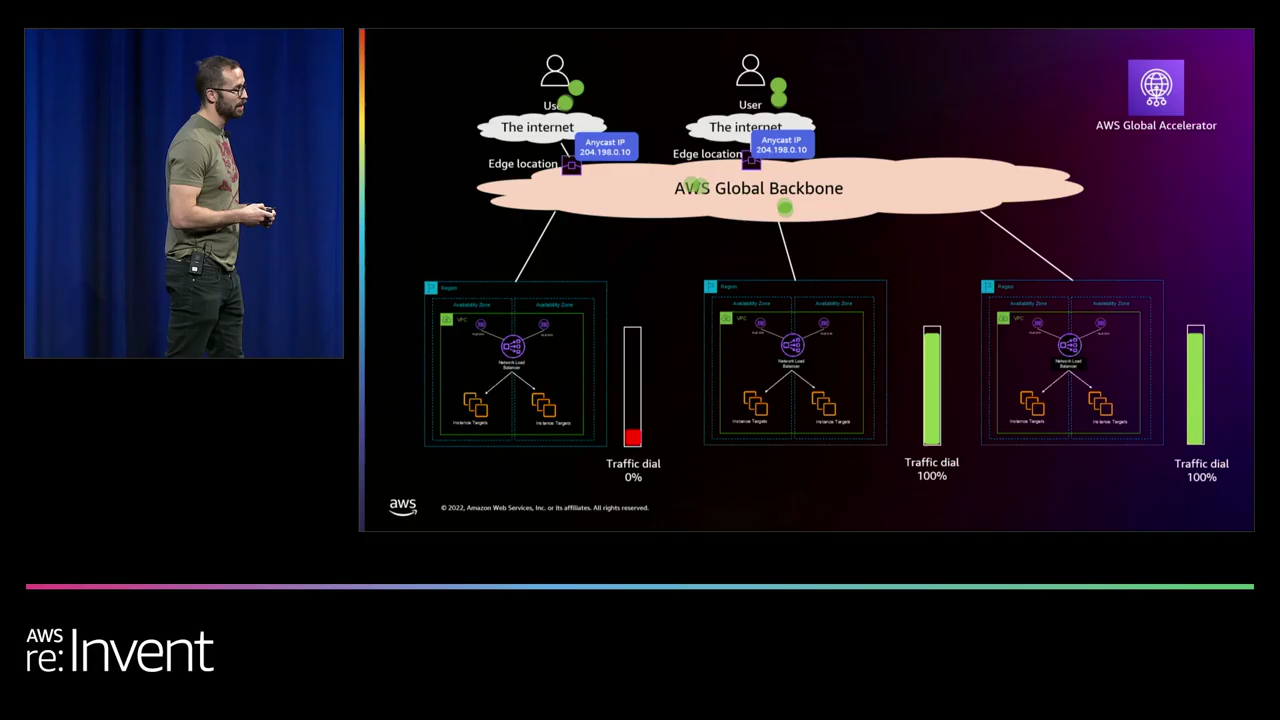 User
User
The internet
The internet
Anycast IP
204.198.0.10
Anycast IP
204.198.0.10
Edge location
Edge location
AWS Global Backbone
AWS Global Accelerator
Region
Availability Zone
Availability Zone
VPC
Network Load
Balancer
Instance Targets
Instance Targets
Traffic dial
0%
Region
Availability Zone
Availability Zone
VPC
Network Load
Balancer
Instance Targets
Instance Targets
Traffic dial
100%
Region
Availability Zone
Availability Zone
VPC
Network Load
Balancer
Instance Targets
Instance Targets
Traffic dial
100%
aws
© 2022, Amazon Web Services, Inc. or its affiliates. All rights reserved.
AWS
re:Invent